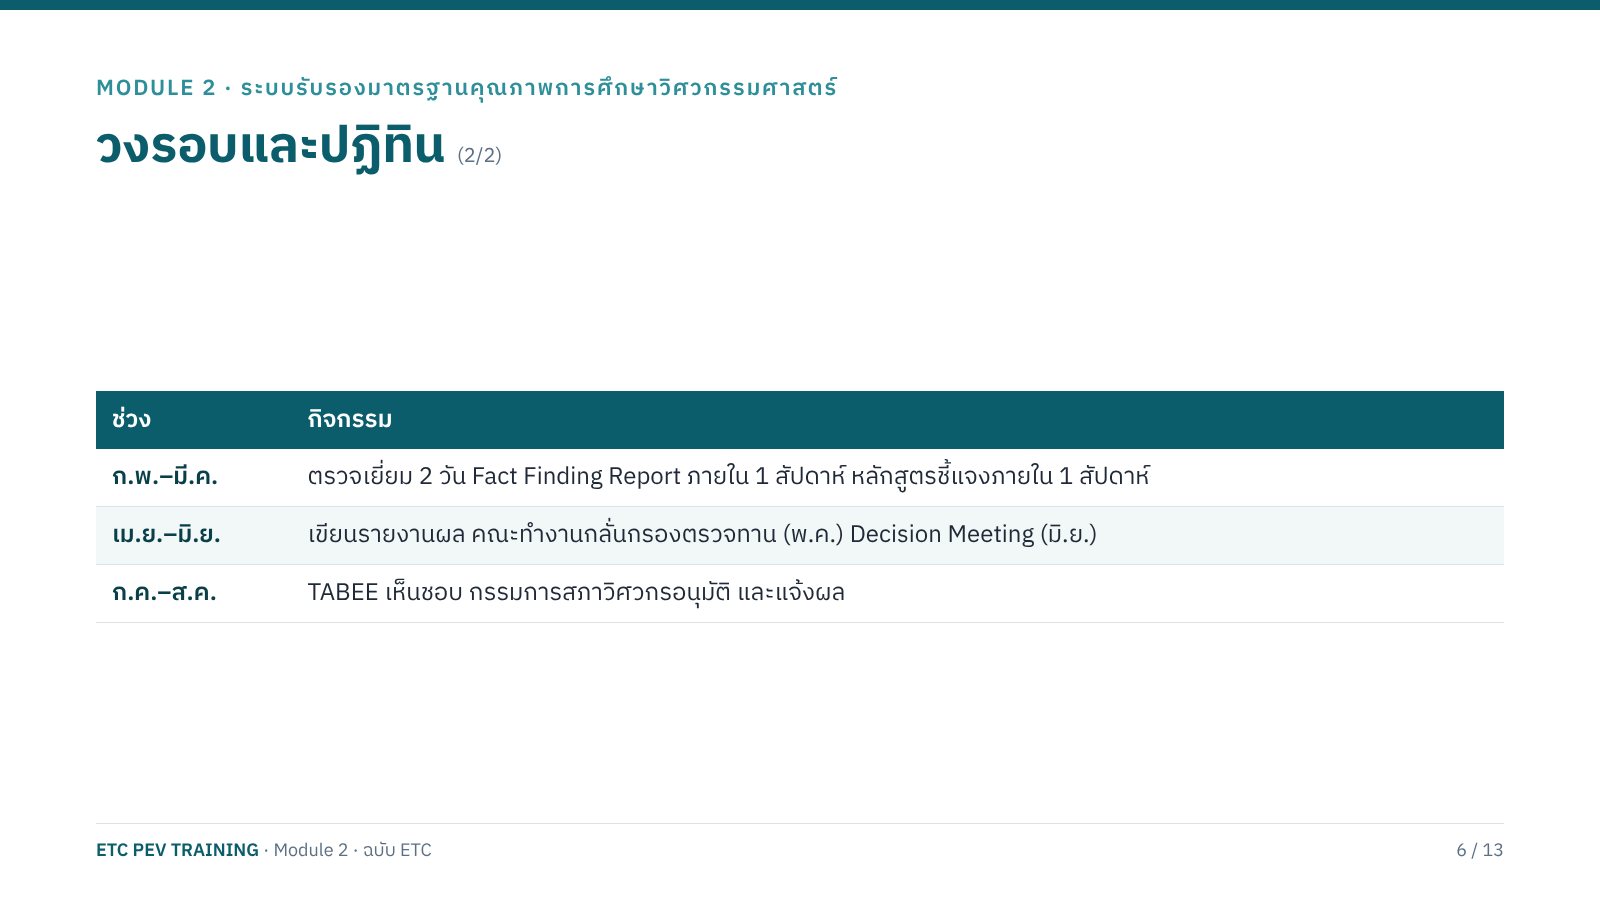 MODULE 2 · ระบบรับรองมาตรฐานคุณภาพการศึกษาวิศวกรรมศาสตร์
วงรอบและปฏิทิน (2/2)
ช่วง กิจกรรม
ก.พ.–มี.ค. ตรวจเยี่ยม 2 วัน Fact Finding Report ภายใน 1 สัปดาห์ หลักสูตรชี้แจงภายใน 1 สัปดาห์
เม.ย.–มิ.ย. เขียนรายงานผล คณะทำงานกลั่นกรองตรวจทาน (พ.ค.) Decision Meeting (มิ.ย.)
ก.ค.–ส.ค. TABEE เห็นชอบ กรรมการสภาวิศวกรอนุมัติ และแจ้งผล
ETC PEV TRAINING · Module 2 · ฉบับ ETC 6 / 13